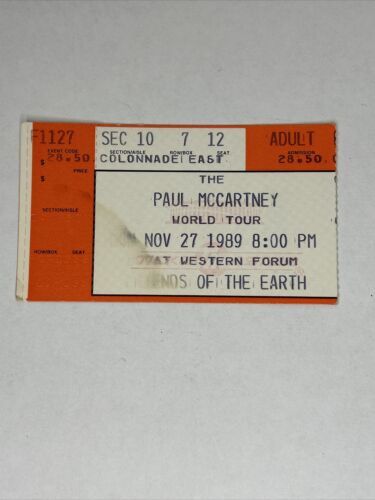 F1127 SEC 10 7 12 ADULT
EVENT CODE SECTION/AISLE ROW/BOX SEAT ADMISSION
$ 28.50 COLONNADE EAST 28.50
PRICE
$
THE
PAUL MCCARTNEY
SECTION/AISLE
WORLD TOUR
NOV 27 1989 8:00 PM
ROW/BOX SEAT
AT WESTERN FORUM
OF THE EARTH